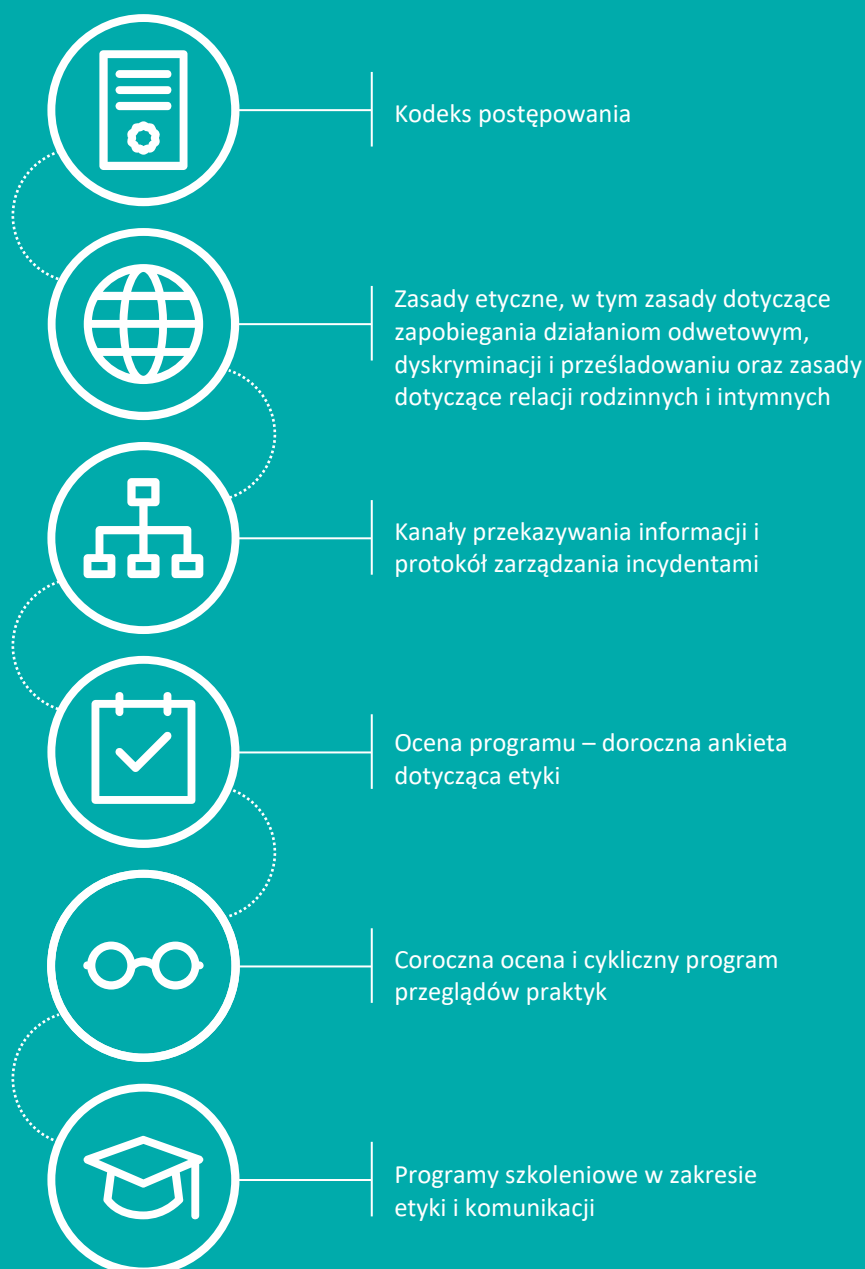 Kodeks postępowania
Zasady etyczne, w tym zasady dotyczące
zapobiegania działaniom odwetowym,
dyskryminacji i prześladowaniu oraz zasady
dotyczące relacji rodzinnych i intymnych
Kanały przekazywania informacji i
protokół zarządzania incydentami
Ocena programu – doroczna ankieta
dotycząca etyki
Coroczna ocena i cykliczny program
przeglądów praktyk
Programy szkoleniowe w zakresie
etyki i komunikacji